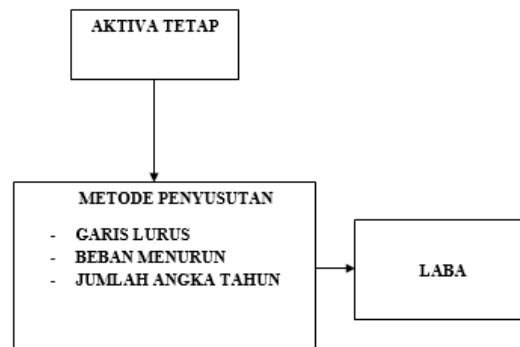 AKTIVA TETAP
METODE PENYUSUTAN
- GARIS LURUS
- BEBAN MENURUN
- JUMLAH ANGKA TAHUN
LABA